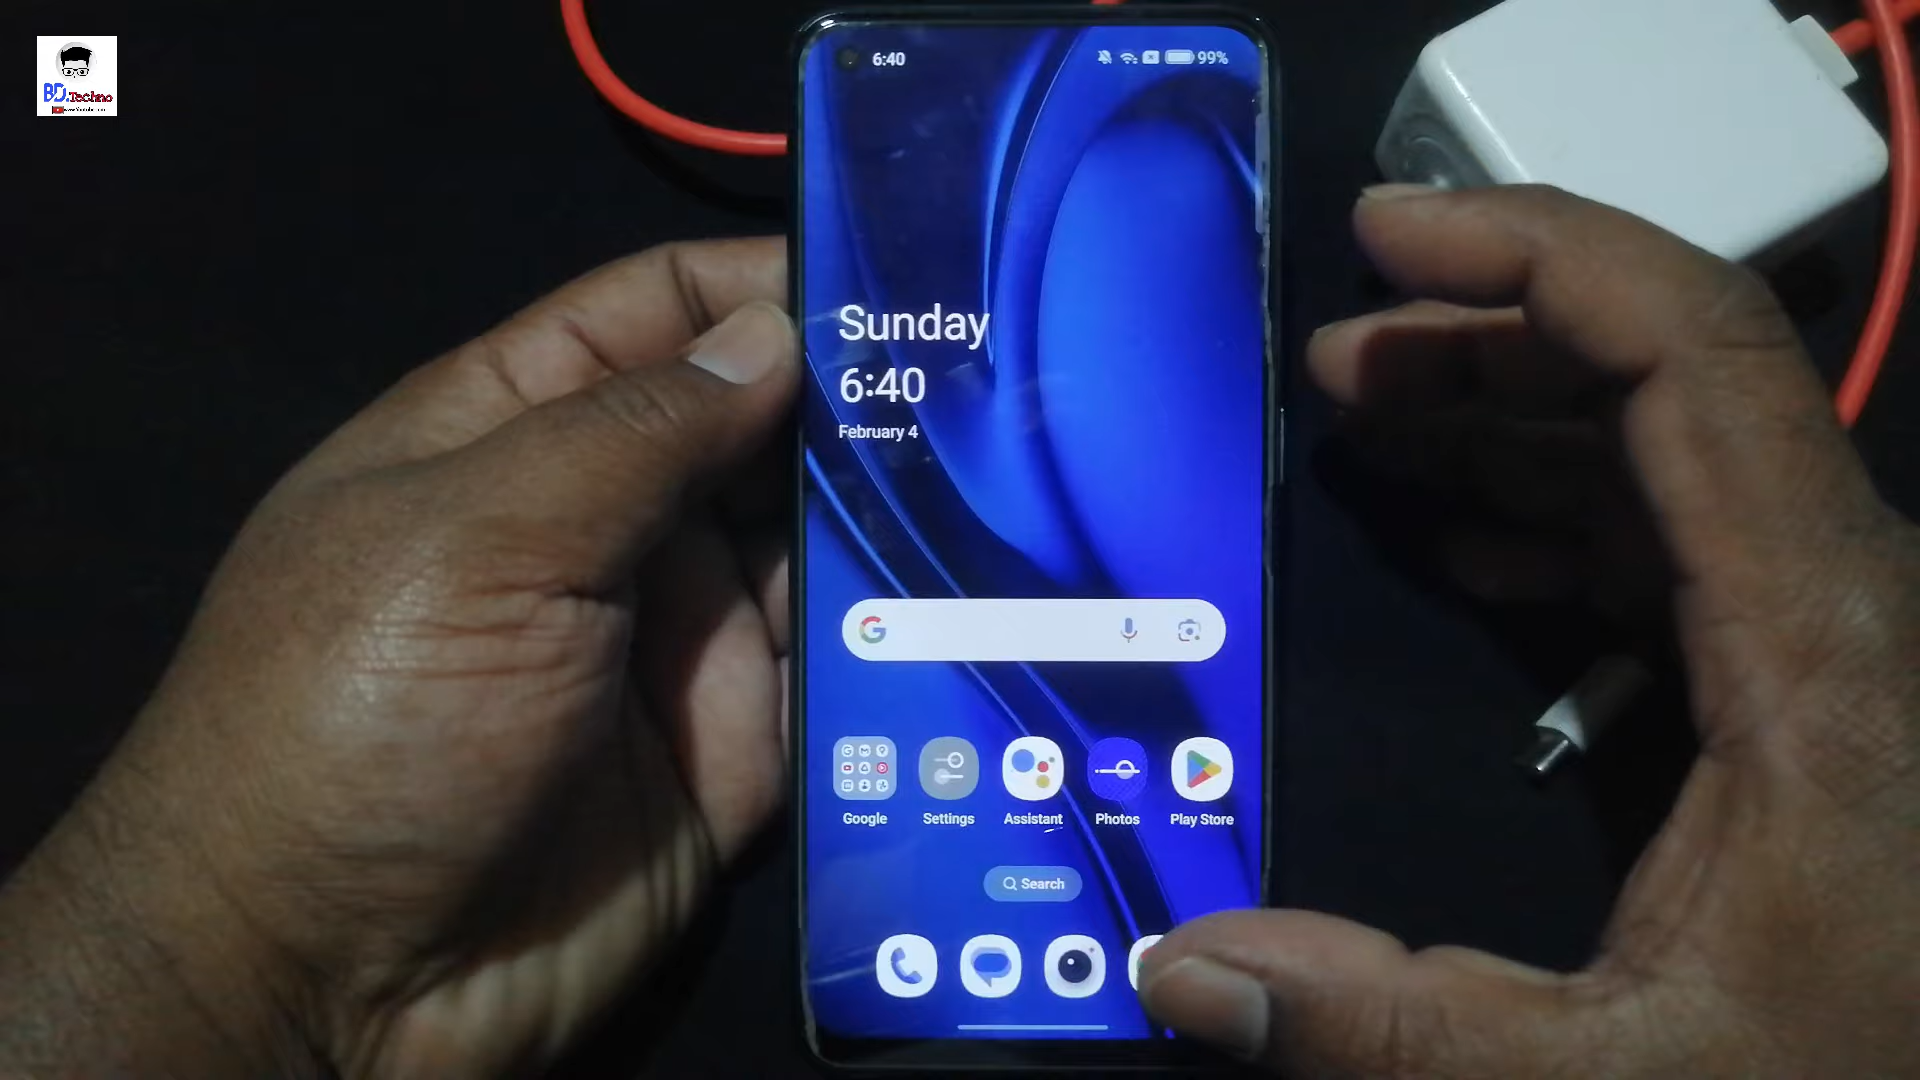 BD.Techno
6:40
99%
Sunday
6:40
February 4
Google
Settings
Assistant
Photos
Play Store
Search